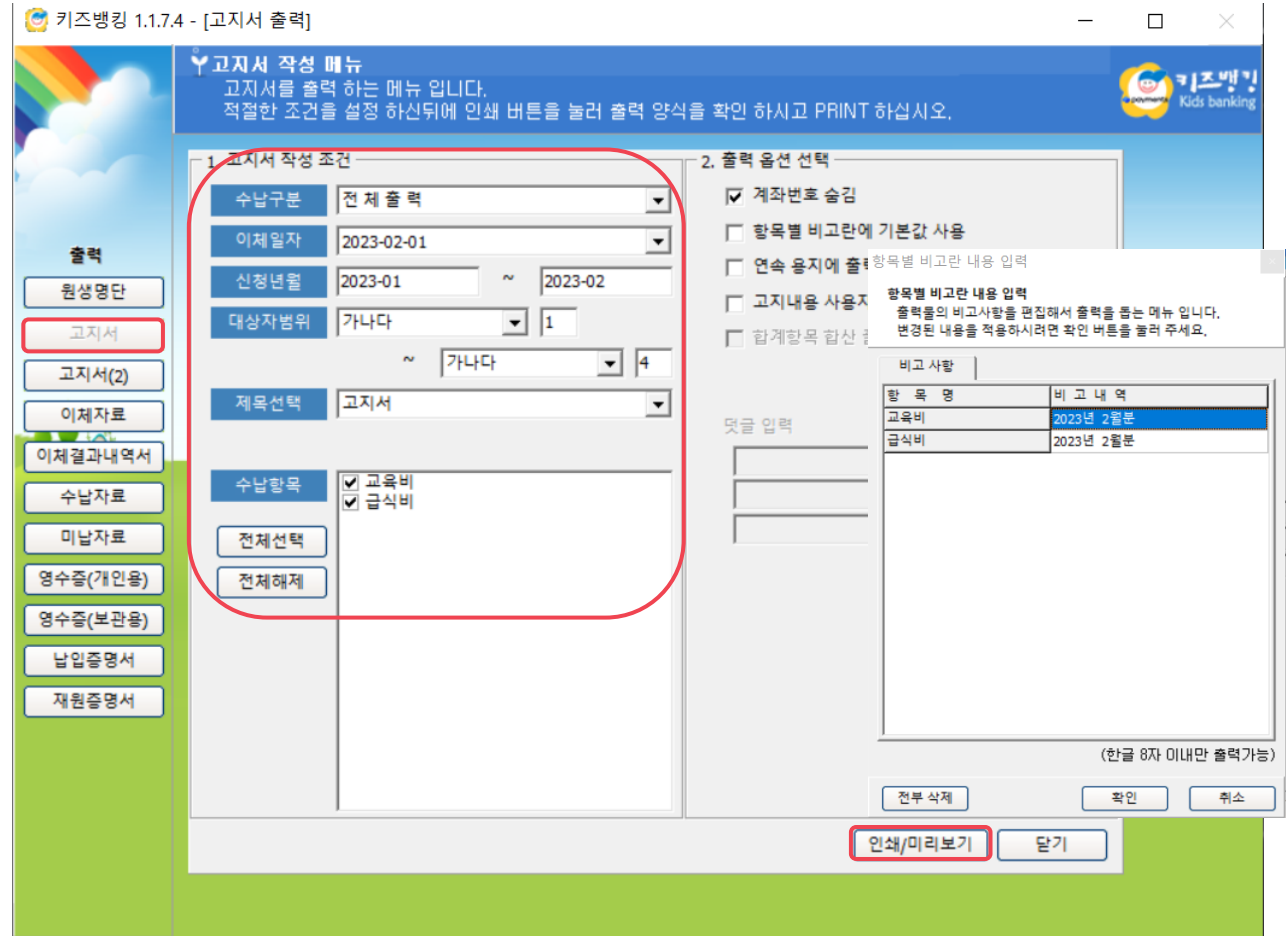 키즈뱅킹 1.1.7.4 - [고지서 출력]
고지서 작성 메뉴
고지서를 출력 하는 메뉴 입니다.
적절한 조건을 설정 하신뒤에 인쇄 버튼을 눌러 출력 양식을 확인 하시고 PRINT 하십시오.
payments
키즈뱅킹
Kids banking
출력
원생명단
고지서
고지서(2)
이체자료
이체결과내역서
수납자료
미납자료
영수증(개인용)
영수증(보관용)
납입증명서
재원증명서
1. 고지서 작성 조건
수납구분 전 체 출 력
이체일자 2023-02-01
신청년월 2023-01 ~ 2023-02
대상자범위 가나다 1
~ 가나다 4
제목선택 고지서
수납항목
교육비
급식비
전체선택
전체해제
2. 출력 옵션 선택
계좌번호 숨김
항목별 비고란에 기본값 사용
연속 용지에 출
고지내용 사용자
합계항목 합산
덧글 입력
항목별 비고란 내용 입력
항목별 비고란 내용 입력
출력물의 비고사항을 편집해서 출력을 돕는 메뉴 입니다.
변경된 내용을 적용하시려면 확인 버튼을 눌러 주세요.
비고 사항
항 목 명 비 고 내 역
교육비 2023년 2월분
급식비 2023년 2월분
(한글 8자 이내만 출력가능)
전부 삭제 확인 취소
인쇄/미리보기 닫기